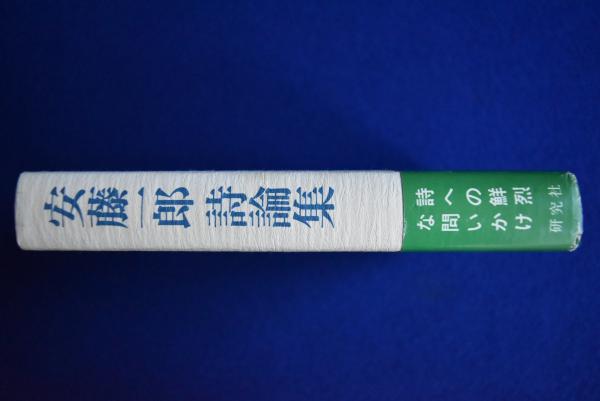 安藤一郎 詩論集
詩への鮮烈
な問いかけ
研究社